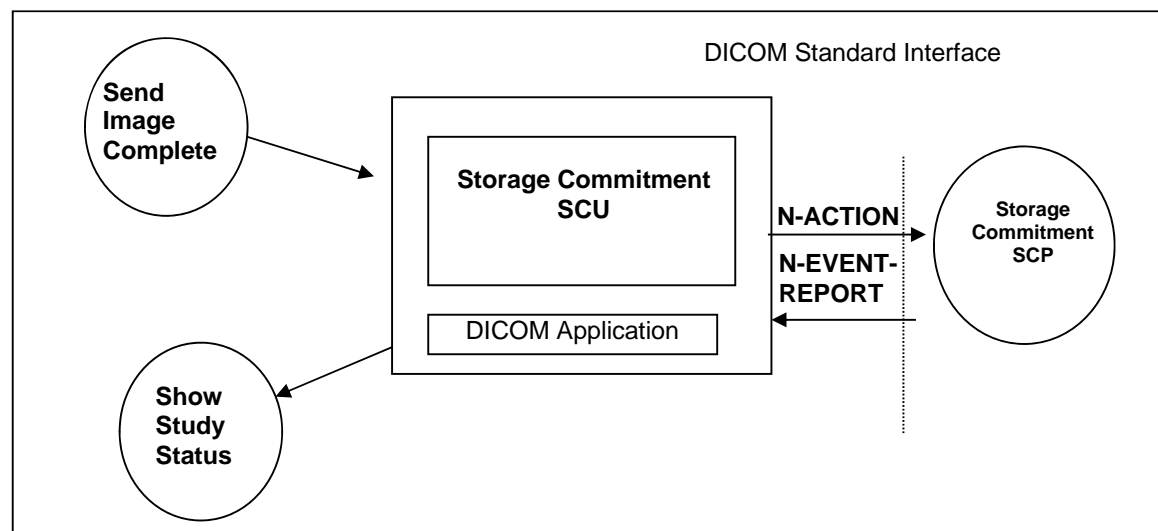 DICOM Standard Interface
Send
Image
Complete
Storage Commitment
SCU
N-ACTION
N-EVENT-
REPORT
Storage
Commitment
SCP
DICOM Application
Show
Study
Status